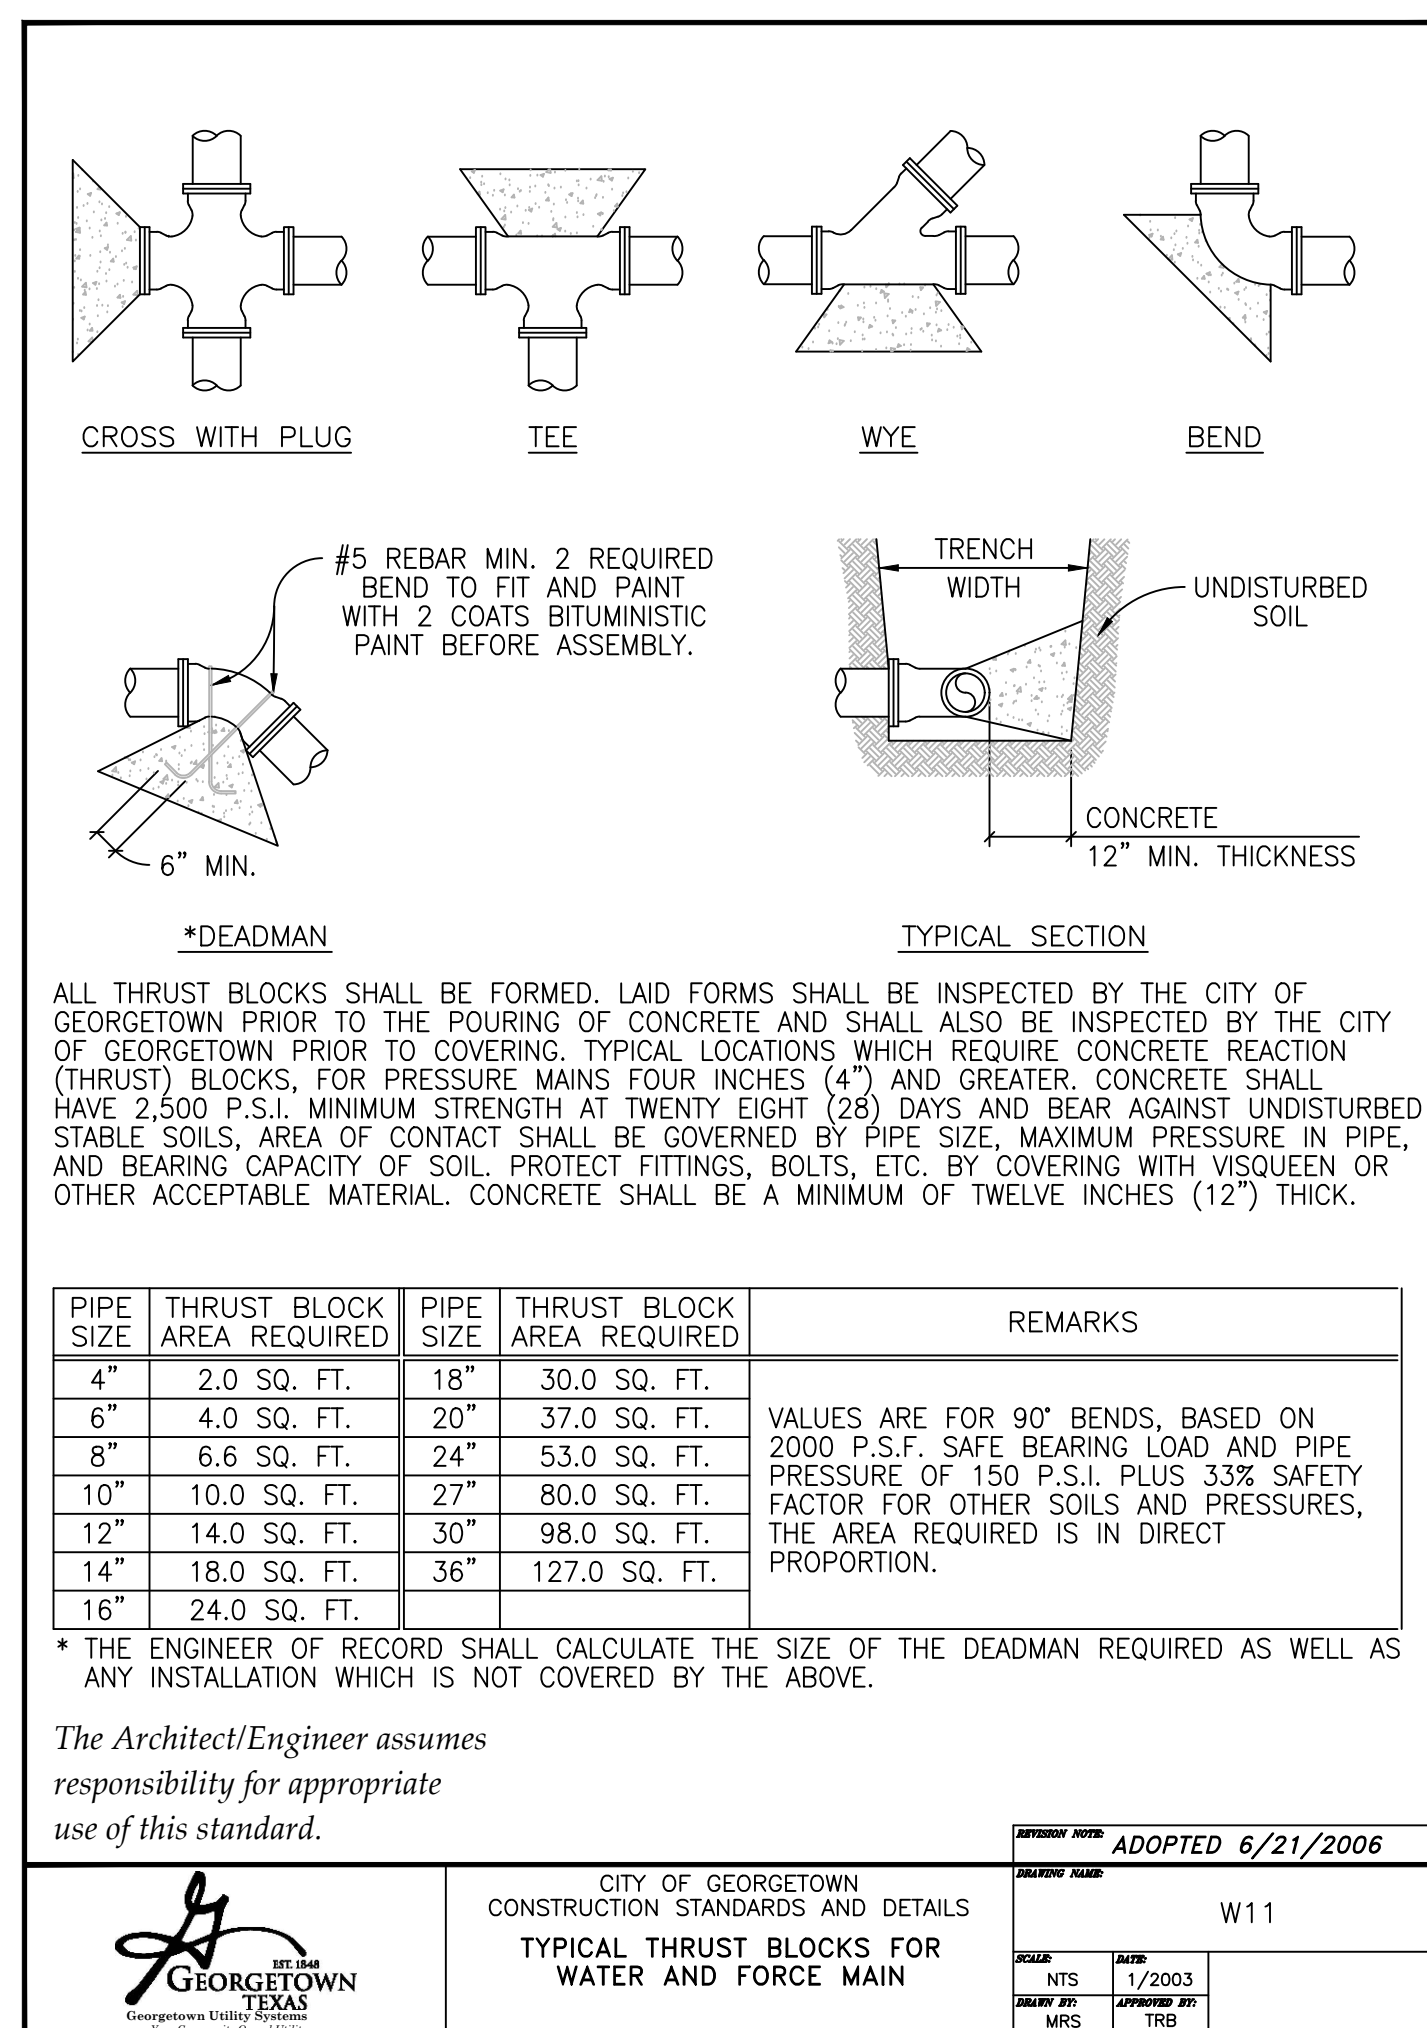 CROSS WITH PLUG
TEE
WYE
BEND
#5 REBAR MIN. 2 REQUIRED
BEND TO FIT AND PAINT
WITH 2 COATS BITUMINISTIC
PAINT BEFORE ASSEMBLY.
6" MIN.
*DEADMAN
TRENCH
WIDTH
UNDISTURBED
SOIL
CONCRETE
12" MIN. THICKNESS
TYPICAL SECTION
ALL THRUST BLOCKS SHALL BE FORMED. LAID FORMS SHALL BE INSPECTED BY THE CITY OF
GEORGETOWN PRIOR TO THE POURING OF CONCRETE AND SHALL ALSO BE INSPECTED BY THE CITY
OF GEORGETOWN PRIOR TO COVERING. TYPICAL LOCATIONS WHICH REQUIRE CONCRETE REACTION
(THRUST) BLOCKS, FOR PRESSURE MAINS FOUR INCHES (4") AND GREATER. CONCRETE SHALL
HAVE 2,500 P.S.I. MINIMUM STRENGTH AT TWENTY EIGHT (28) DAYS AND BEAR AGAINST UNDISTURBED
STABLE SOILS, AREA OF CONTACT SHALL BE GOVERNED BY PIPE SIZE, MAXIMUM PRESSURE IN PIPE,
AND BEARING CAPACITY OF SOIL. PROTECT FITTINGS, BOLTS, ETC. BY COVERING WITH VISQUEEN OR
OTHER ACCEPTABLE MATERIAL. CONCRETE SHALL BE A MINIMUM OF TWELVE INCHES (12") THICK.
PIPE SIZE THRUST BLOCK AREA REQUIRED PIPE SIZE THRUST BLOCK AREA REQUIRED REMARKS
4" 2.0 SQ. FT. 18" 30.0 SQ. FT.
6" 4.0 SQ. FT. 20" 37.0 SQ. FT.
8" 6.6 SQ. FT. 24" 53.0 SQ. FT.
10" 10.0 SQ. FT. 27" 80.0 SQ. FT.
12" 14.0 SQ. FT. 30" 98.0 SQ. FT.
14" 18.0 SQ. FT. 36" 127.0 SQ. FT.
16" 24.0 SQ. FT.
VALUES ARE FOR 90° BENDS, BASED ON
2000 P.S.F. SAFE BEARING LOAD AND PIPE
PRESSURE OF 150 P.S.I. PLUS 33% SAFETY
FACTOR FOR OTHER SOILS AND PRESSURES,
THE AREA REQUIRED IS IN DIRECT
PROPORTION.
* THE ENGINEER OF RECORD SHALL CALCULATE THE SIZE OF THE DEADMAN REQUIRED AS WELL AS
ANY INSTALLATION WHICH IS NOT COVERED BY THE ABOVE.
The Architect/Engineer assumes
responsibility for appropriate
use of this standard.
REVISION NOTE: ADOPTED 6/21/2006
EST. 1848
GEORGETOWN
TEXAS
Georgetown Utility Systems
CITY OF GEORGETOWN
CONSTRUCTION STANDARDS AND DETAILS
TYPICAL THRUST BLOCKS FOR
WATER AND FORCE MAIN
DRAWING NAME:
W11
SCALE: DATE:
NTS 1/2003
DRAWN BY: APPROVED BY:
MRS TRB